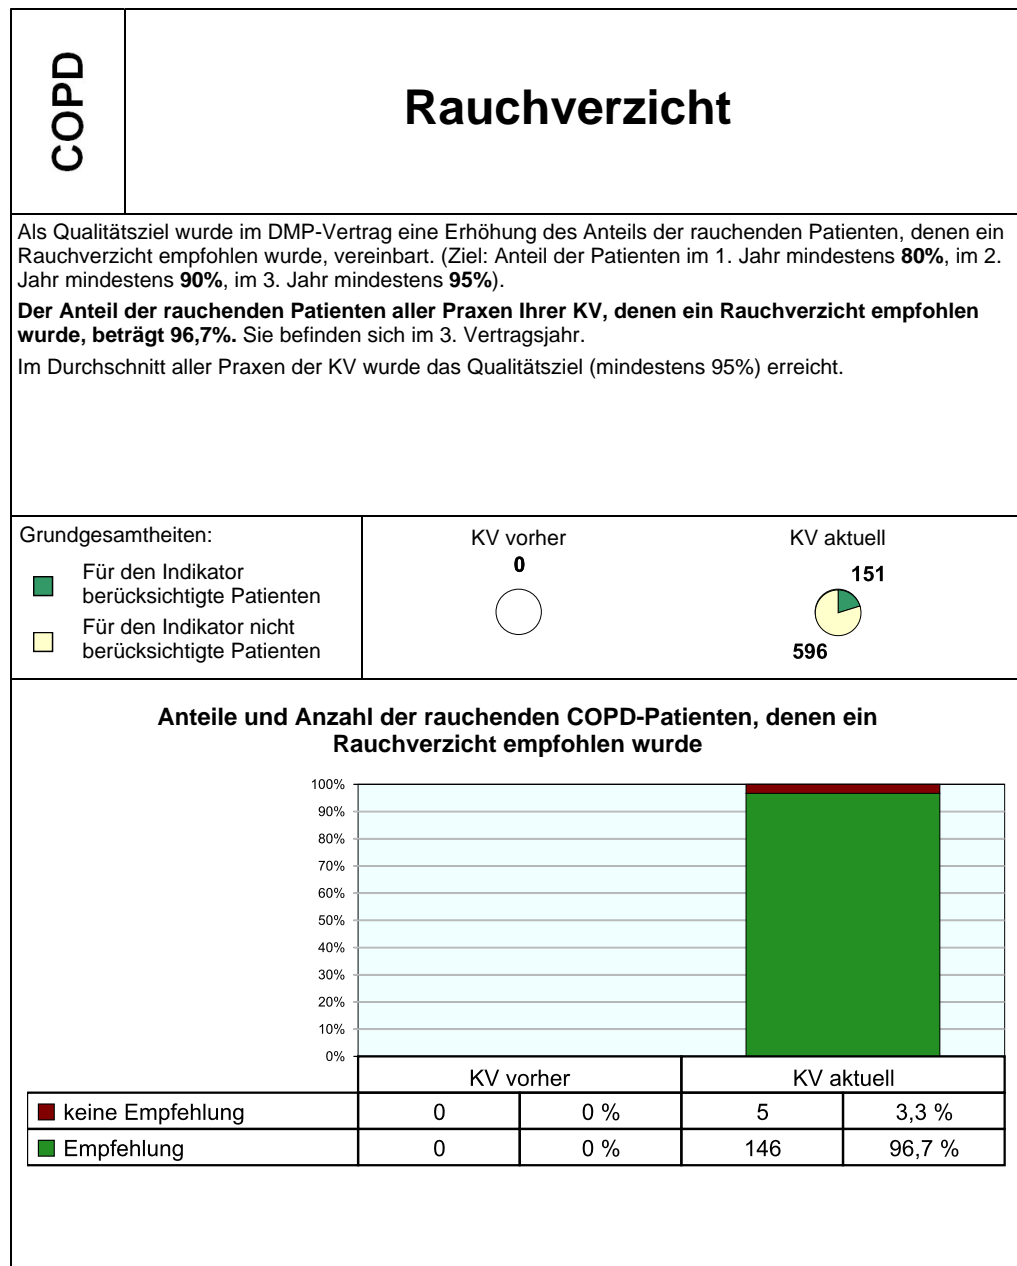 COPD
Rauchverzicht
Als Qualitätsziel wurde im DMP-Vertrag eine Erhöhung des Anteils der rauchenden Patienten, denen ein
Rauchverzicht empfohlen wurde, vereinbart. (Ziel: Anteil der Patienten im 1. Jahr mindestens 80%, im 2.
Jahr mindestens 90%, im 3. Jahr mindestens 95%).
Der Anteil der rauchenden Patienten aller Praxen Ihrer KV, denen ein Rauchverzicht empfohlen
wurde, beträgt 96,7%. Sie befinden sich im 3. Vertragsjahr.
Im Durchschnitt aller Praxen der KV wurde das Qualitätsziel (mindestens 95%) erreicht.
Grundgesamtheiten:
Für den Indikator
berücksichtigte Patienten
Für den Indikator nicht
berücksichtigte Patienten
KV vorher
0
KV aktuell
151
596
Anteile und Anzahl der rauchenden COPD-Patienten, denen ein
Rauchverzicht empfohlen wurde
100%
90%
80%
70%
60%
50%
40%
30%
20%
10%
0%
KV vorher KV aktuell
keine Empfehlung 0 0 % 5 3,3 %
Empfehlung 0 0 % 146 96,7 %